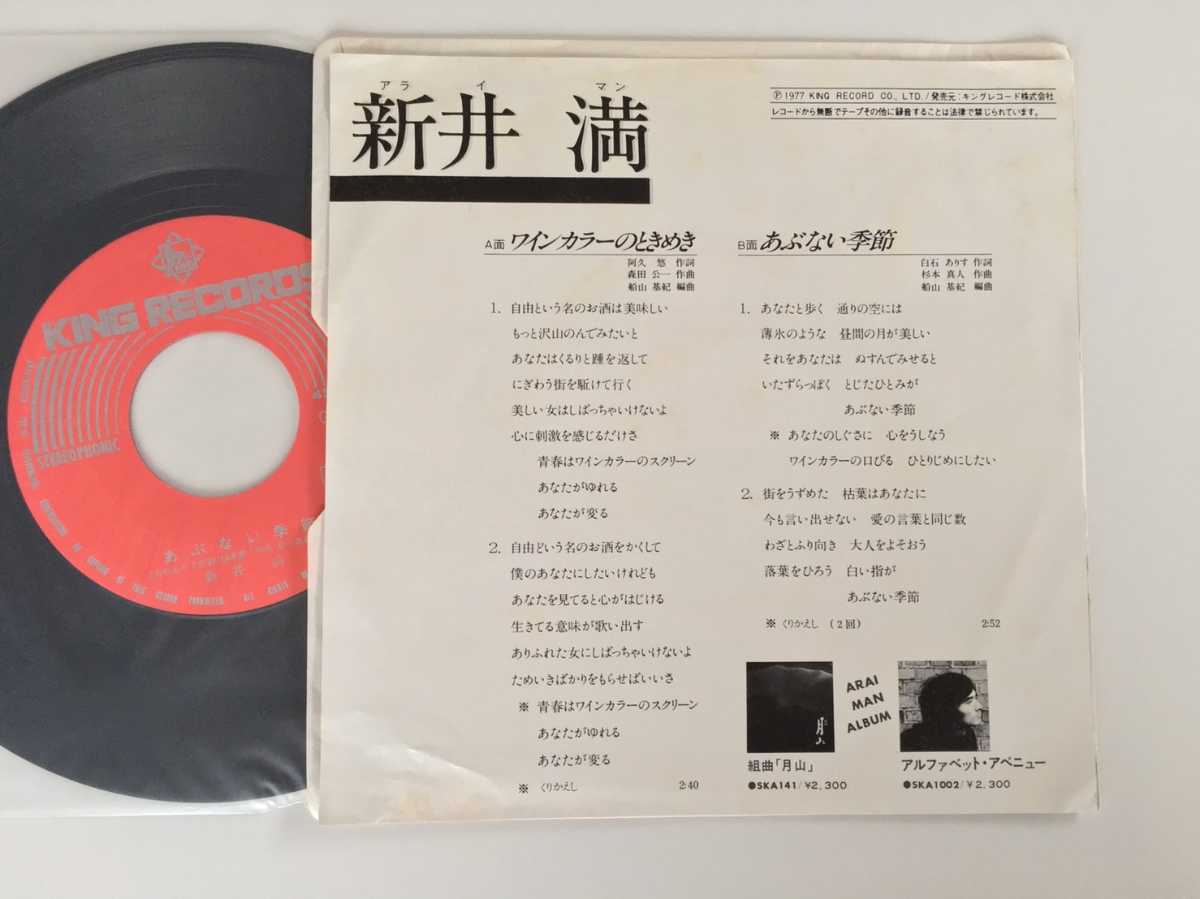 アライ マン
新井 満
Ⓟ1977 KING RECORD CO., LTD./発売元:キングレコード株式会社
レコードから無断でテープその他に録音することは法律で禁じられています。
A面 ワインカラーのときめき
阿久 悠 作詞
森田 公一 作曲
船山 基紀 編曲
1. 自由という名のお酒は美味しい
もっと沢山のんでみたいと
あなたはくるりと踵を返して
にぎわう街を駈けて行く
美しい女はしばっちゃいけないよ
心に刺激を感じるだけさ
青春はワインカラーのスクリーン
あなたがゆれる
あなたが変る
2. 自由という名のお酒をかくして
僕のあなたにしたいけれども
あなたを見てると心がはじける
生きてる意味が歌い出す
ありふれた女にしばっちゃいけないよ
ためいきばかりをもらせばいいさ
※ 青春はワインカラーのスクリーン
あなたがゆれる
あなたが変る
※ くりかえし 2:40
B面 あぶない季節
白石 ありす 作詞
杉本 真人 作曲
船山 基紀 編曲
1. あなたと歩く 通りの空には
薄氷のような 昼間の月が美しい
それをあなたは ぬすんでみせると
いたずらっぽく とじたひとみが
あぶない季節
※ あなたのしぐさに 心をうしなう
ワインカラーの口びる ひとりじめにしたい
2. 街をうずめた 枯葉はあなたに
今も言い出せない 愛の言葉と同じ数
わざとふり向き 大人をよそおう
落葉をひろう 白い指が
あぶない季節
※ くりかえし (2回) 2:52
月山
ARAI
MAN
ALBUM
組曲「月山」
●SKA141/¥2,300
アルファベット・アベニュー
●SKA1002/¥2,300
KING RECORDS
あぶない季節
新井